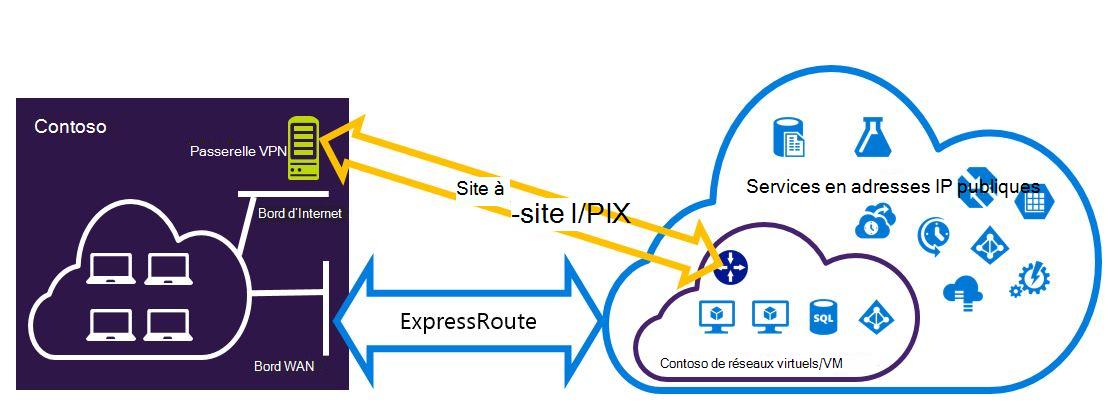 Contoso
Passerelle VPN
Bord d'Internet
Bord WAN
Site à
-site I/PIX
ExpressRoute
Services en adresses IP publiques
SQL
Contoso de réseaux virtuels/VM